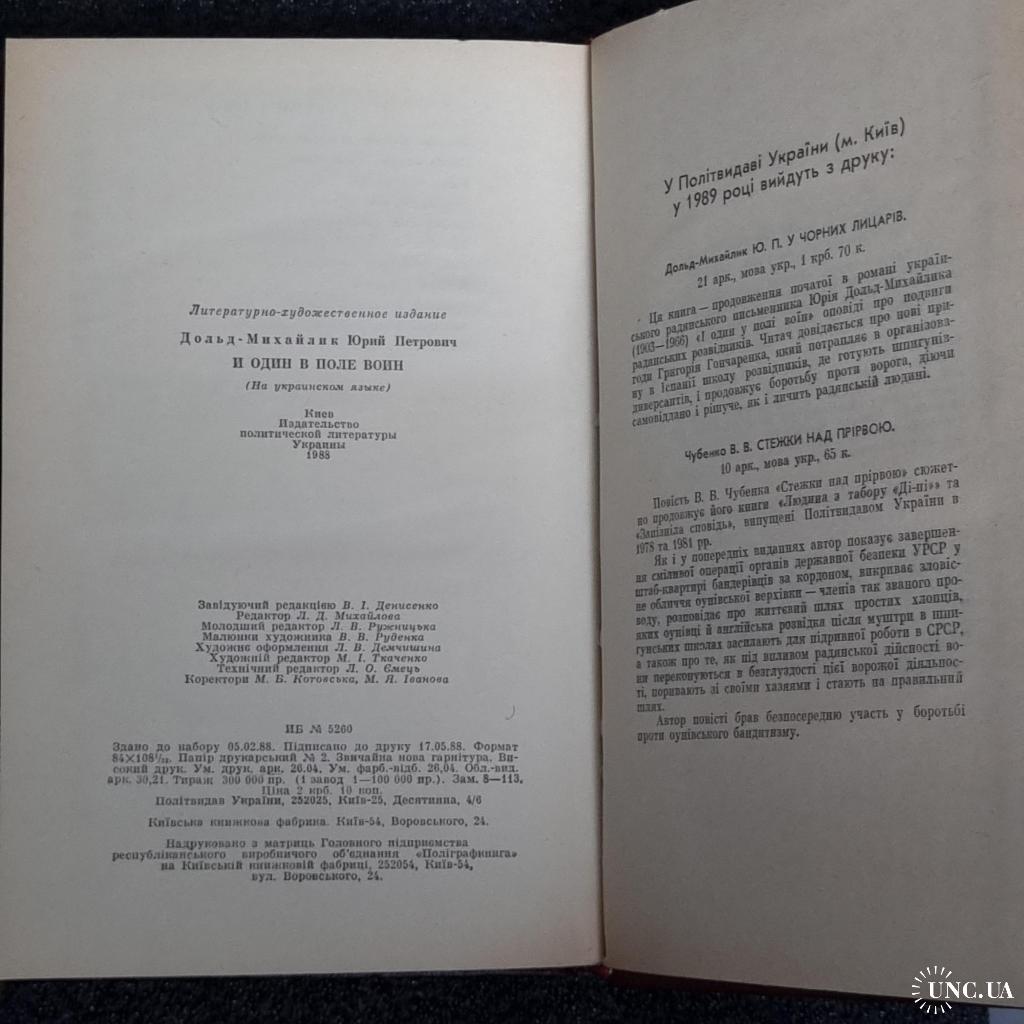 Литературно-художественное издание
Дольд-Михайлик Юрий Петрович
И ОДИН В ПОЛЕ ВОИН
(На украинском языке)
Киев
Издательство
политической литературы
Украины
1988
Завідуючий редакцією В. І. Денисенко
Редактор Л. Д. Михайлова
Молодший редактор Л. В. Ружницька
Малюнки художника В. В. Руденка
Художнє оформлення Л. В. Демчишина
Художній редактор М. І. Ткаченко
Технічний редактор Л. О. Ємець
Коректори М. Б. Котовська, М. Я. Іванова
ИБ № 5260
Здано до набору 05.02.88. Підписано до друку 17.05.88. Формат
84×108¹/₃₂. Папір друкарський № 2. Звичайна нова гарнітура. Ви-
сокий друк. Ум. друк. арк. 26,04. Ум. фарб.-відб. 26,04. Обл.-вид.
арк. 30,21. Тираж 300 000 пр. (1 завод 1—100 000 пр.). Зам. 8—113.
Ціна 2 крб. 10 коп.
Політвидав України, 252025, Київ-25, Десятинна, 4/6
Київська книжкова фабрика. Київ-54, Воровського, 24.
Надруковано з матриць Головного підприємства
республіканського виробничого об'єднання «Поліграфкнига»
на Київській книжковій фабриці, 252054, Київ-54,
вул. Воровського, 24.
У Політвидаві України (м. Київ)
у 1989 році вийдуть з друку:
Дольд-Михайлик Ю. П. У ЧОРНИХ ЛИЦАРІВ.
21 арк., мова укр., 1 крб. 70 к.
Ця книга — продовження початої в романі україн-
ського радянського письменника Юрія Дольд-Михайлика
(1903—1966) «І один у полі воїн» оповіді про подвиги
радянських розвідників. Читач довідається про нові при-
годи Григорія Гончаренка, який потрапляє в організова-
ну в Іспанії школу розвідників, де готують шпигунів-
диверсантів, і продовжує боротьбу проти ворога, діючи
самовіддано і рішуче, як і личить радянській людині.
Чубенко В. В. СТЕЖКИ НАД ПРІРВОЮ.
10 арк., мова укр., 65 к.
Повість В. В. Чубенка «Стежки над прірвою» сюжет-
но продовжує його книги «Людина з табору «Ді-пі»» та
«Запізніла сповідь», випущені Політвидавом України в
1978 та 1981 рр.
Як і у попередніх виданнях автор показує завершен-
ня сміливої операції органів державної безпеки УРСР у
штаб-квартирі бандерівців за кордоном, викриває зловіс-
не обличчя оунівської верхівки — членів так званого про-
воду, розповідає про життєвий шлях простих хлопців,
яких оунівці й англійська розвідка після муштри в шпи-
гунських школах засилають для підривної роботи в СРСР,
а також про те, як під впливом радянської дійсності во-
ни переконуються в безглуздості цієї ворожої діяльнос-
ті, поривають зі своїми хазяями і стають на правильний
шлях.
Автор повісті брав безпосередню участь у боротьбі
проти оунівського бандитизму.
UNC.UA